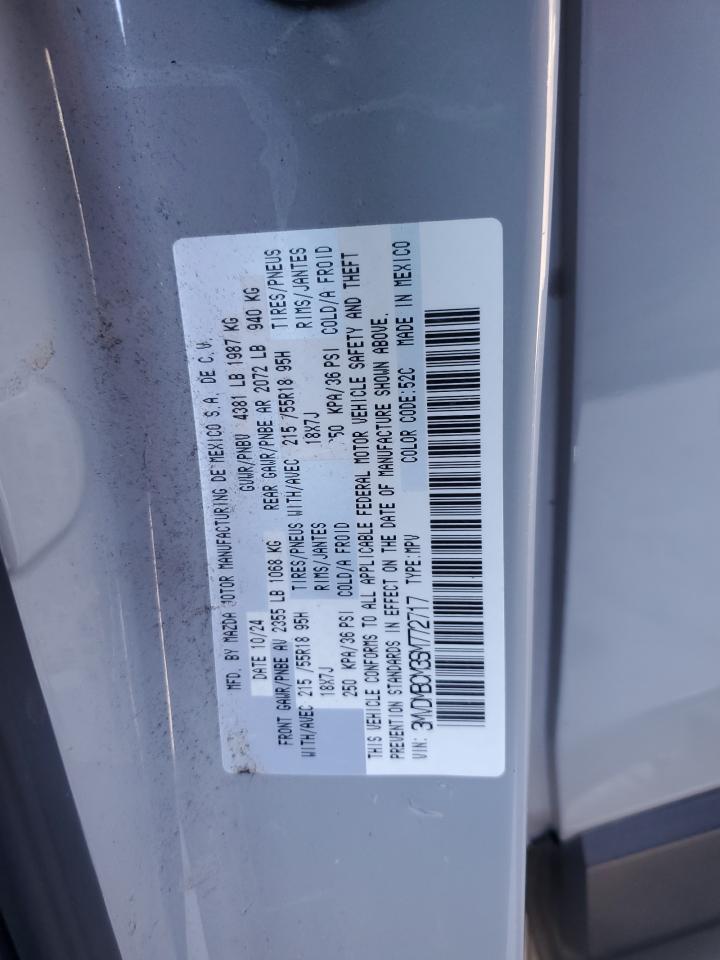 MFD. BY MAZDA MOTOR MANUFACTURING DE MEXICO S.A. DE C.V.
DATE 10/24 GVWR/PNBV 4381 LB 1987 KG
FRONT GAWR/PNBE AV 2355 LB 1068 KG REAR GAWR/PNBE AR 2072 LB 940 KG
WITH/AVEC 215 /55R18 95H TIRES/PNEUS WITH/AVEC 215 /55R18 95H TIRES/PNEUS
18X7J RIMS/JANTES 18X7J RIMS/JANTES
250 KPA/36 PSI COLD/A FROID 250 KPA/36 PSI COLD/A FROID
THIS VEHICLE CONFORMS TO ALL APPLICABLE FEDERAL MOTOR VEHICLE SAFETY AND THEFT
PREVENTION STANDARDS IN EFFECT ON THE DATE OF MANUFACTURE SHOWN ABOVE.
VIN: 3MVDMBCM3SM772717 TYPE:MPV COLOR CODE:52C MADE IN MEXICO